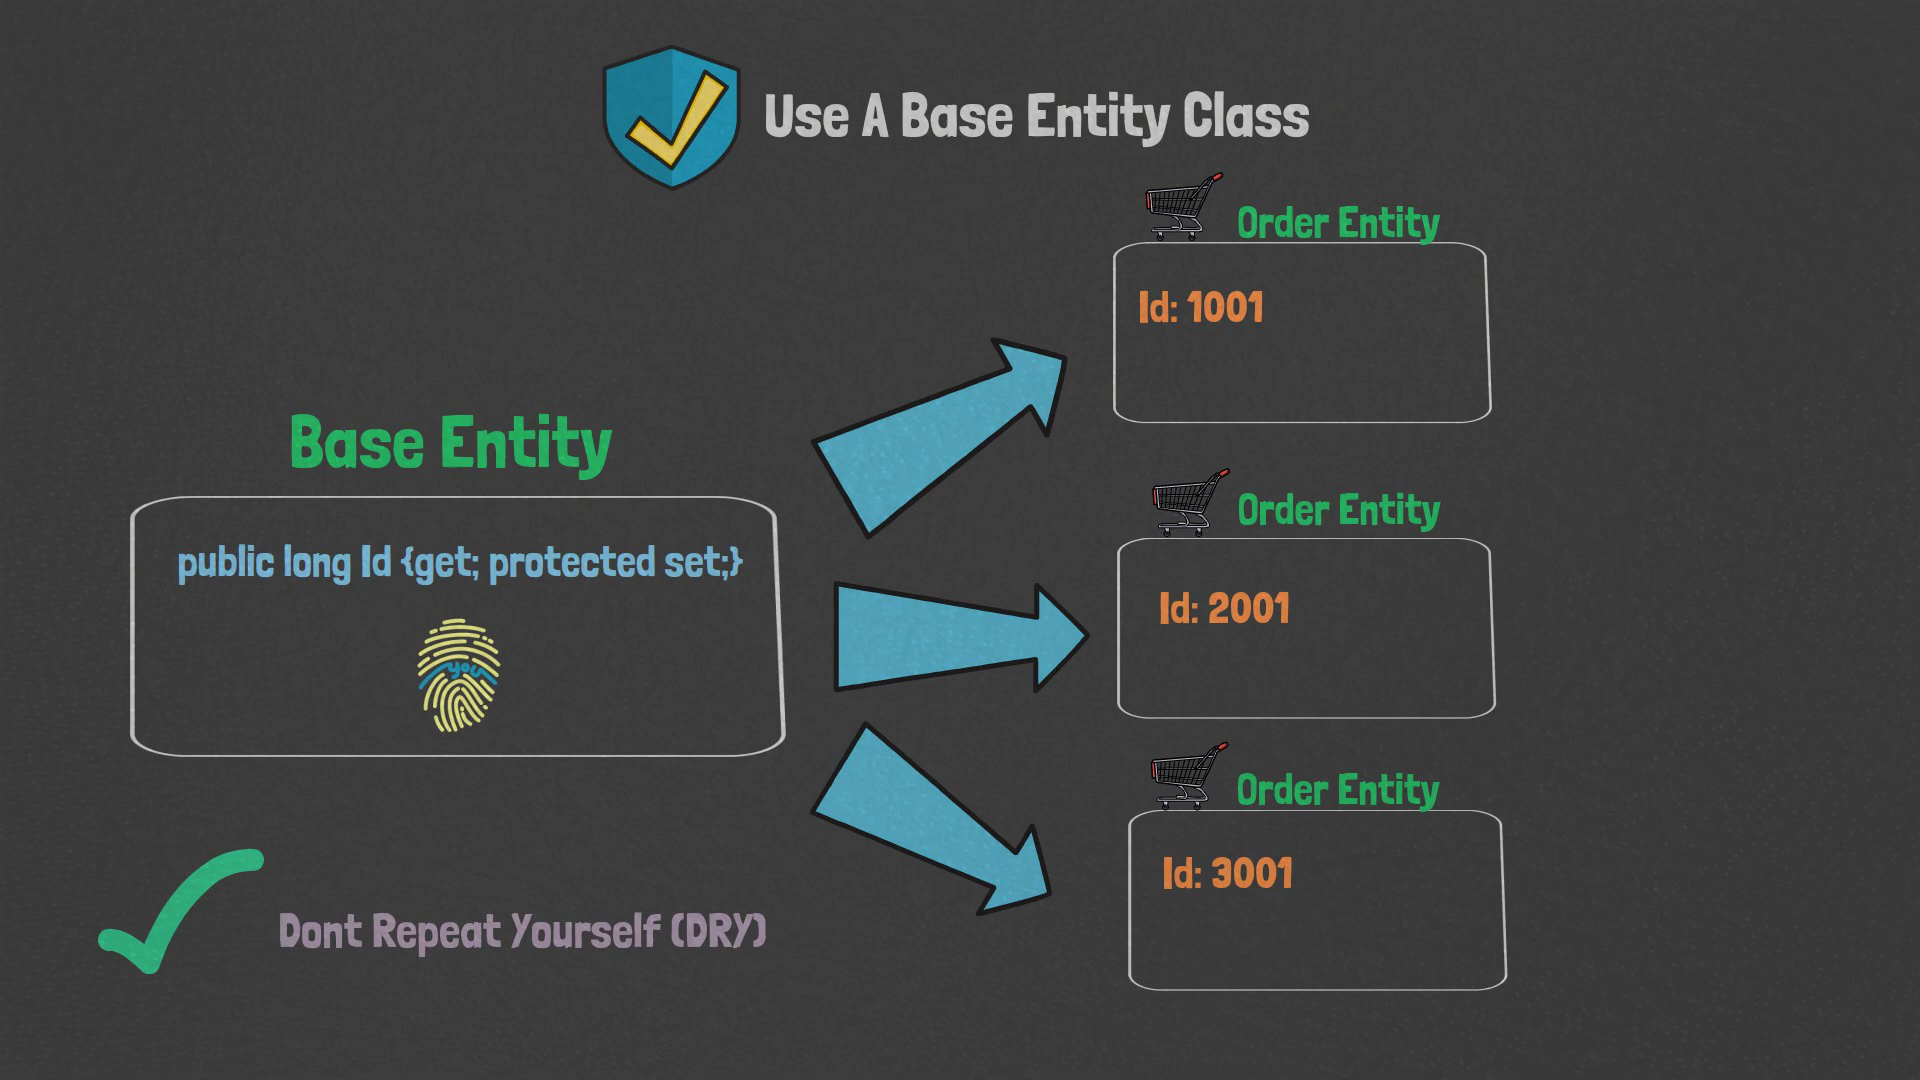 Use A Base Entity Class
Order Entity
Id: 1001
Base Entity
public long Id {get; protected set;}
you
Order Entity
Id: 2001
Order Entity
Id: 3001
Dont Repeat Yourself (DRY)